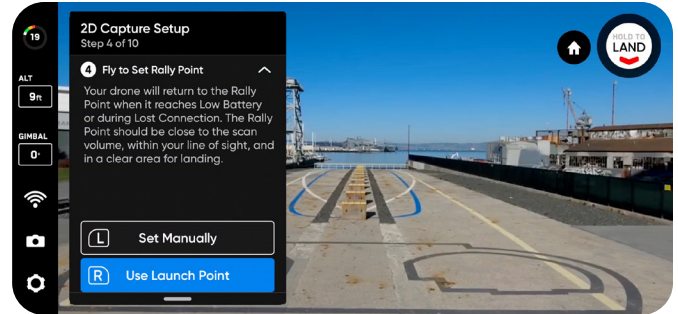 19
ALT
9ft
GIMBAL
0°
2D Capture Setup
Step 4 of 10
4 Fly to Set Rally Point
Your drone will return to the Rally
Point when it reaches Low Battery
or during Lost Connection. The Rally
Point should be close to the scan
volume, within your line of sight, and
in a clear area for landing.
L Set Manually
R Use Launch Point
HOLD TO
LAND